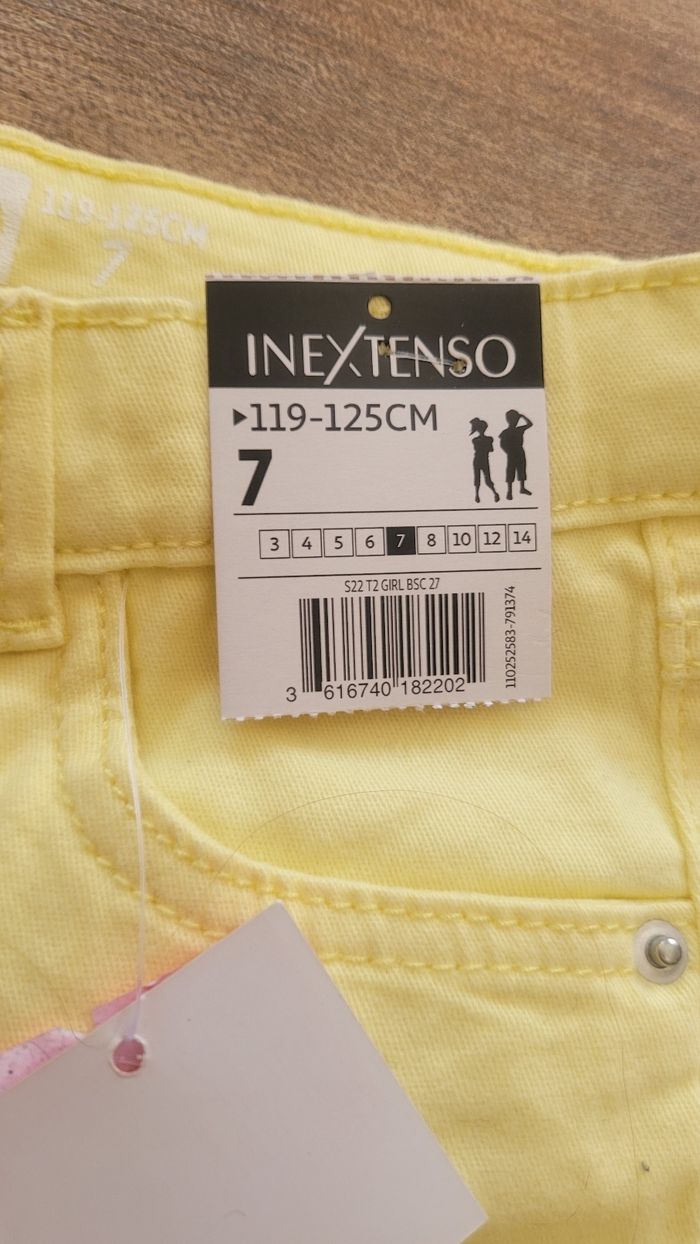 119-125CM
7
INEXTENSO
119-125CM
7
3 4 5 6 7 8 10 12 14
S22 T2 GIRL BSC 27
3 616740 182202
110252583-791374